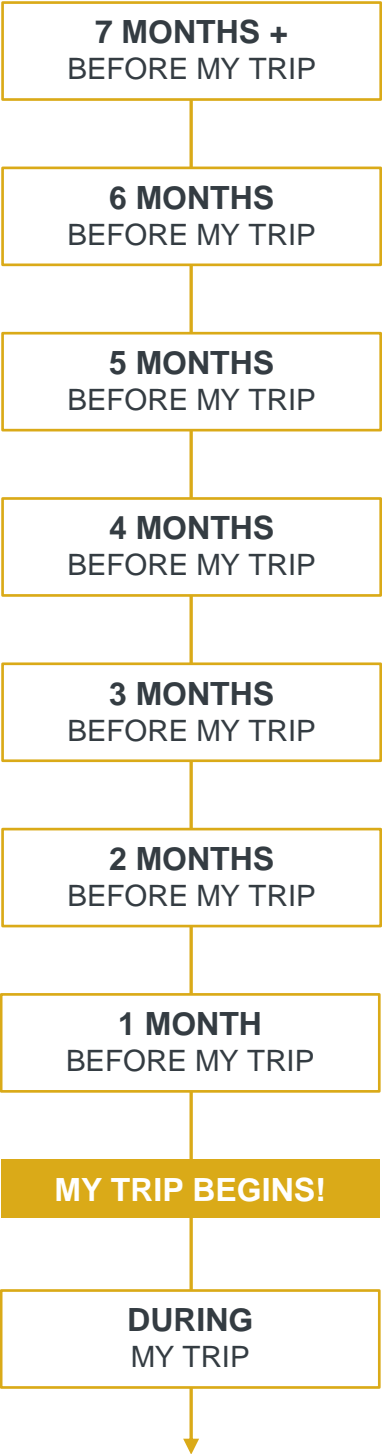 7 MONTHS +
BEFORE MY TRIP
6 MONTHS
BEFORE MY TRIP
5 MONTHS
BEFORE MY TRIP
4 MONTHS
BEFORE MY TRIP
3 MONTHS
BEFORE MY TRIP
2 MONTHS
BEFORE MY TRIP
1 MONTH
BEFORE MY TRIP
MY TRIP BEGINS!
DURING
MY TRIP